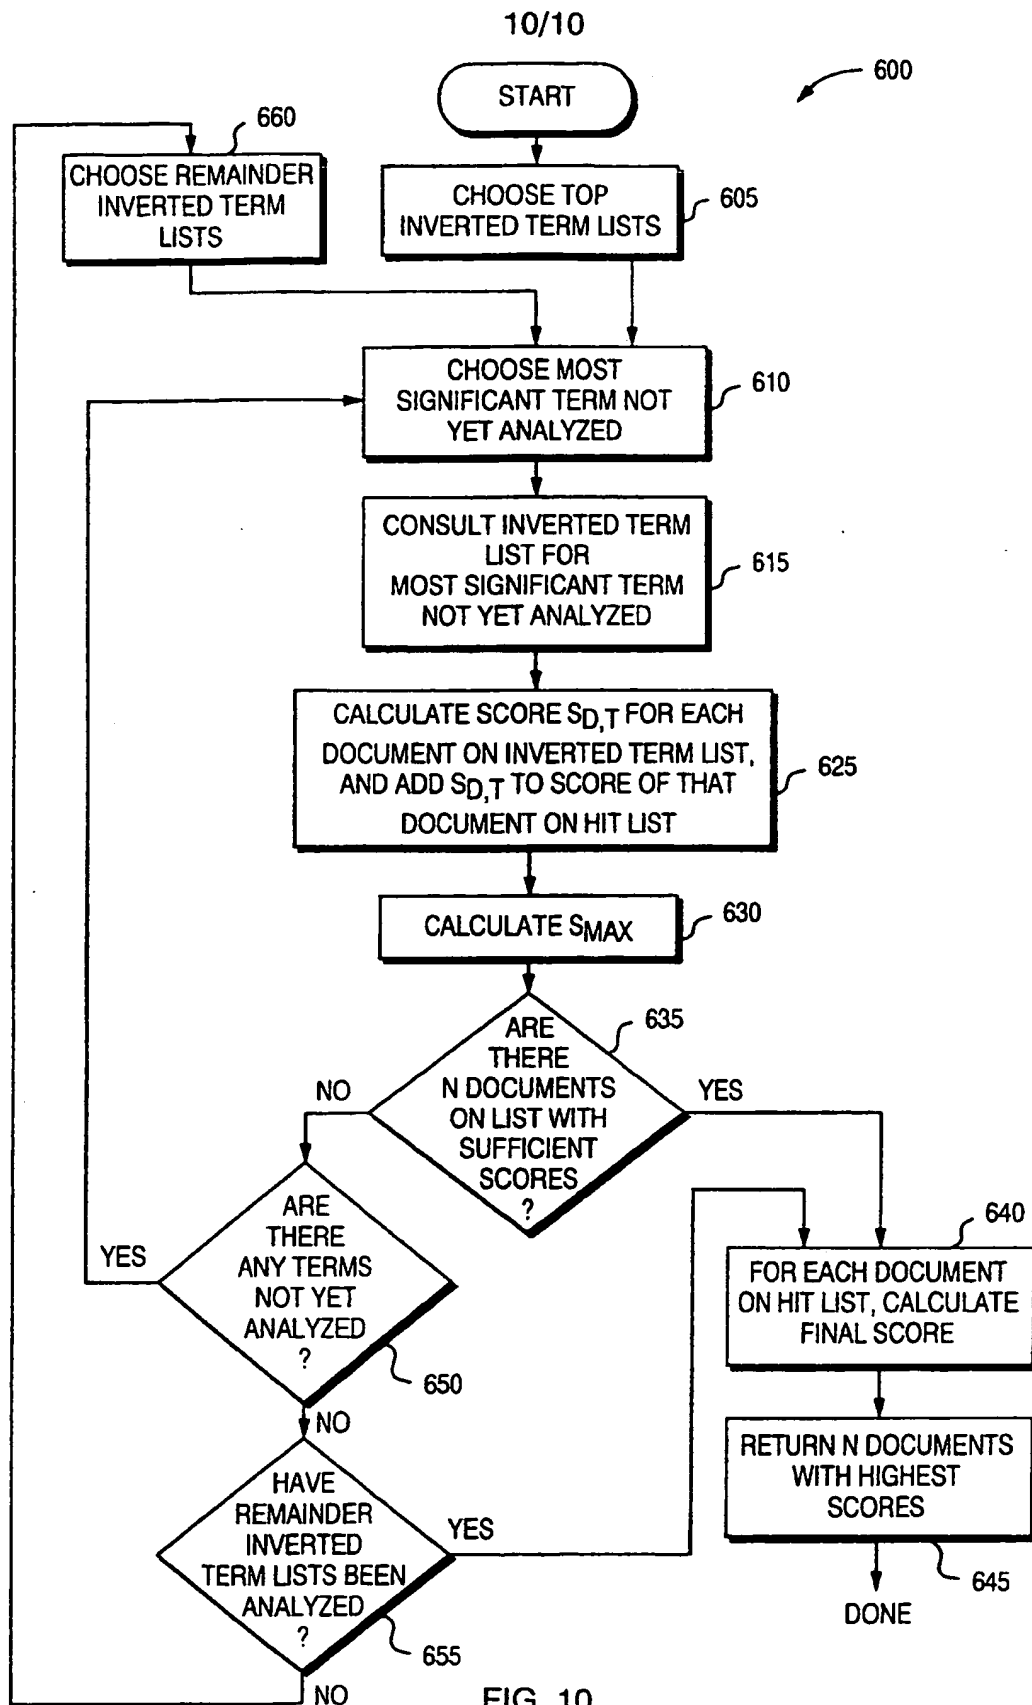 10/10
600
START
660
CHOOSE REMAINDER
INVERTED TERM
LISTS
CHOOSE TOP
INVERTED TERM LISTS
605
CHOOSE MOST
SIGNIFICANT TERM NOT
YET ANALYZED
610
CONSULT INVERTED TERM
LIST FOR
MOST SIGNIFICANT TERM
NOT YET ANALYZED
615
CALCULATE SCORE SD,T FOR EACH
DOCUMENT ON INVERTED TERM LIST,
AND ADD SD,T TO SCORE OF THAT
DOCUMENT ON HIT LIST
625
CALCULATE SMAX
630
ARE
THERE
N DOCUMENTS
ON LIST WITH
SUFFICIENT
SCORES
?
635
NO
YES
ARE
THERE
ANY TERMS
NOT YET
ANALYZED
?
YES
650
NO
640
FOR EACH DOCUMENT
ON HIT LIST, CALCULATE
FINAL SCORE
RETURN N DOCUMENTS
WITH HIGHEST
SCORES
645
DONE
HAVE
REMAINDER
INVERTED
TERM LISTS BEEN
ANALYZED
?
YES
655
NO
FIG. 10